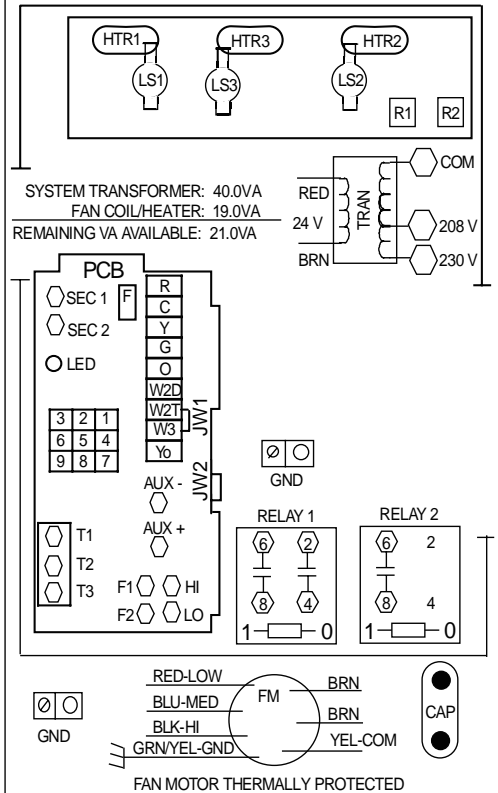 HTR1 HTR3 HTR2
LS1 LS3 LS2
R1 R2
COM
SYSTEM TRANSFORMER: 40.0VA
FAN COIL/HEATER: 19.0VA
REMAINING VA AVAILABLE: 21.0VA
RED
24 V
BRN
TRAN
208 V
230 V
PCB
SEC 1
SEC 2
F
LED
R
C
Y
G
O
W2D
W2T
W3
Yo
JW1
JW2
3 2 1
6 5 4
9 8 7
AUX -
AUX +
T1
T2
T3
F1 HI
F2 LO
GND
RELAY 1
6 2
8 4
1 0
RELAY 2
6 2
8 4
1 0
GND
RED-LOW
BLU-MED
BLK-HI
GRN/YEL-GND
FM
BRN
BRN
YEL-COM
CAP
FAN MOTOR THERMALLY PROTECTED